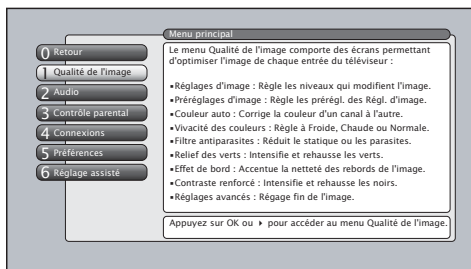 Menu principal
0 Retour
1 Qualité de l'image
2 Audio
3 Contrôle parental
4 Connexions
5 Préférences
6 Réglage assisté
Le menu Qualité de l'image comporte des écrans permettant
d'optimiser l'image de chaque entrée du téléviseur :
▪Réglages d'image : Règle les niveaux qui modifient l'image.
▪Préréglages d'image : Règle les prérégl. des Régl. d'image.
▪Couleur auto : Corrige la couleur d'un canal à l'autre.
▪Vivacité des couleurs : Règle à Froide, Chaude ou Normale.
▪Filtre antiparasites : Réduit le statique ou les parasites.
▪Relief des verts : Intensifie et rehausse les verts.
▪Effet de bord : Accentue la netteté des rebords de l'image.
▪Contraste renforcé : Intensifie et rehausse les noirs.
▪Réglages avancés : Régage fin de l'image.
Appuyez sur OK ou ▸ pour accéder au menu Qualité de l'image.